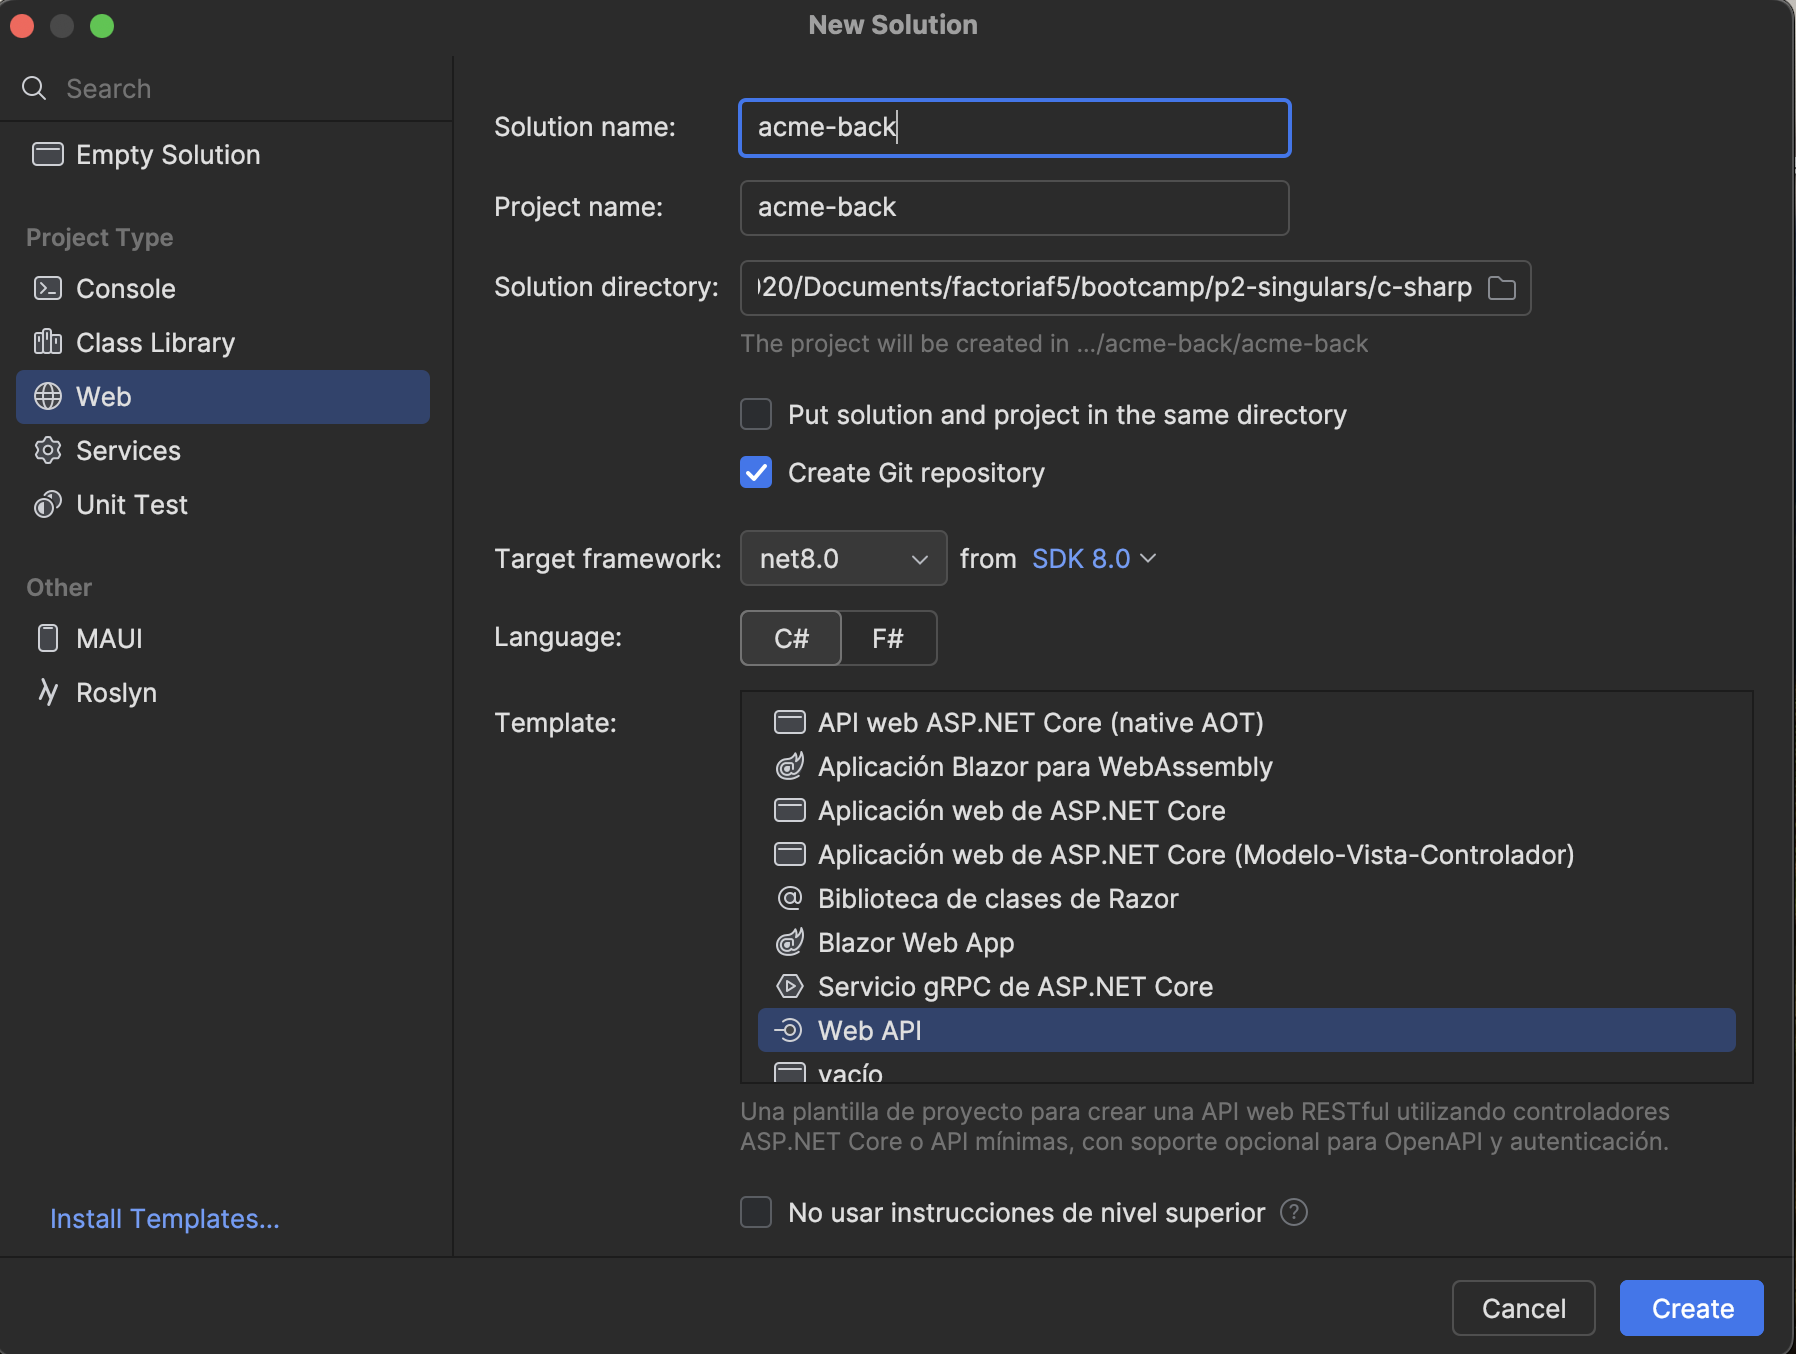 New Solution
Search
Empty Solution
Project Type
Console
Class Library
Web
Services
Unit Test
Other
MAUI
Roslyn
Install Templates...
Solution name: acme-back
Project name: acme-back
Solution directory: 020/Documents/factoriaf5/bootcamp/p2-singulars/c-sharp
The project will be created in .../acme-back/acme-back
Put solution and project in the same directory
Create Git repository
Target framework: net8.0 from SDK 8.0
Language: C# F#
Template:
API web ASP.NET Core (native AOT)
Aplicación Blazor para WebAssembly
Aplicación web de ASP.NET Core
Aplicación web de ASP.NET Core (Modelo-Vista-Controlador)
Biblioteca de clases de Razor
Blazor Web App
Servicio gRPC de ASP.NET Core
Web API
vacío
Una plantilla de proyecto para crear una API web RESTful utilizando controladores
ASP.NET Core o API mínimas, con soporte opcional para OpenAPI y autenticación.
No usar instrucciones de nivel superior ?
Cancel Create